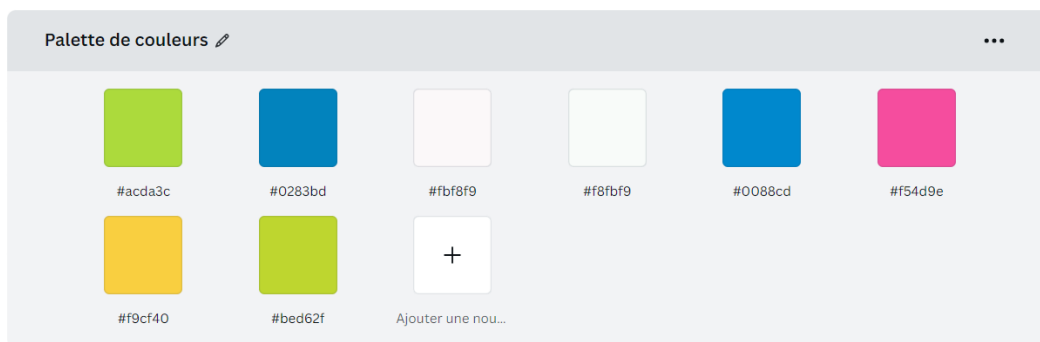 Palette de couleurs
#acda3c #0283bd #fbf8f9 #f8fbf9 #0088cd #f54d9e
#f9cf40 #bed62f Ajouter une nou...